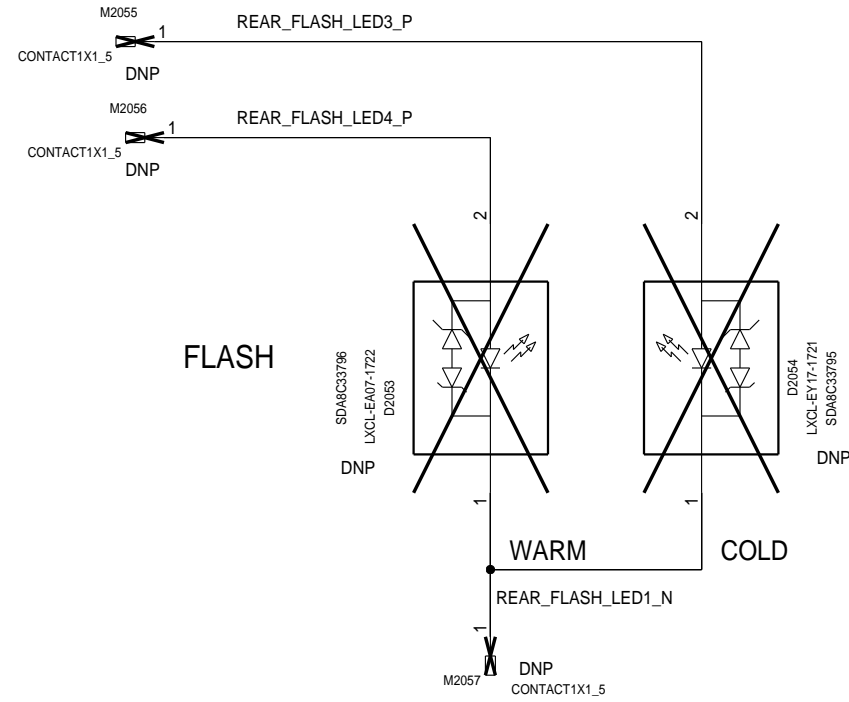 M2055
1
REAR_FLASH_LED3_P
CONTACT1X1_5
DNP
M2056
1
REAR_FLASH_LED4_P
CONTACT1X1_5
DNP
2
2
FLASH
SDA8C33796
LXCL-EA07-1722
D2053
D2054
LXCL-EY17-1721
SDA8C33795
DNP
DNP
1
1
WARM
COLD
REAR_FLASH_LED1_N
1
M2057
DNP
CONTACT1X1_5